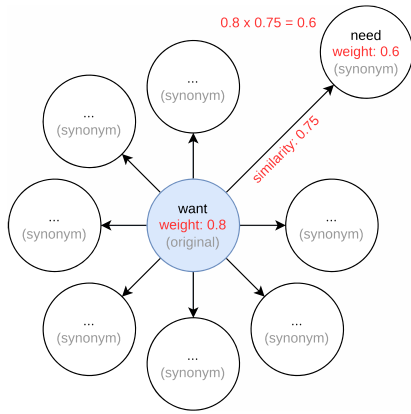 0.8 x 0.75 = 0.6
need
weight: 0.6
(synonym)
...
(synonym)
...
(synonym)
similarity: 0.75
want
weight: 0.8
(original)
...
(synonym)
...
(synonym)
...
(synonym)
...
(synonym)
...
(synonym)